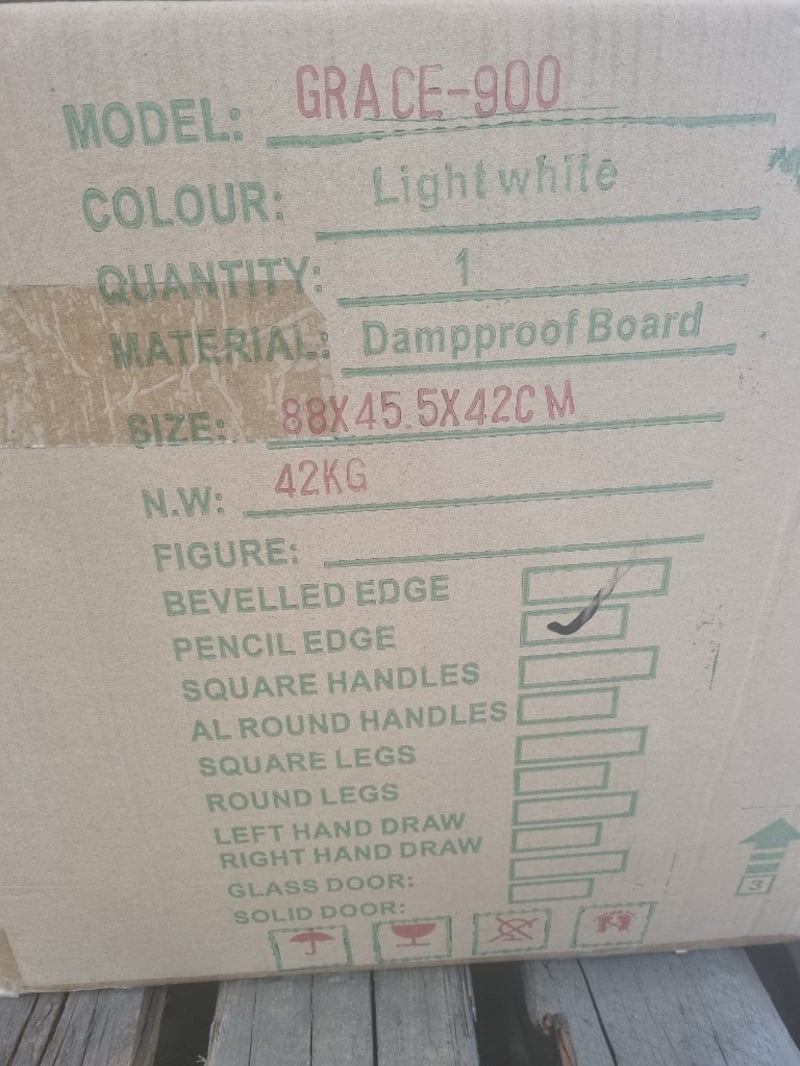 MODEL: GRACE-900
COLOUR: Light white
QUANTITY: 1
MATERIAL: Dampproof Board
SIZE: 88X45.5X42CM
N.W: 42KG
FIGURE:
BEVELLED EDGE
PENCIL EDGE
SQUARE HANDLES
AL ROUND HANDLES
SQUARE LEGS
ROUND LEGS
LEFT HAND DRAW
RIGHT HAND DRAW
GLASS DOOR:
SOLID DOOR:
3